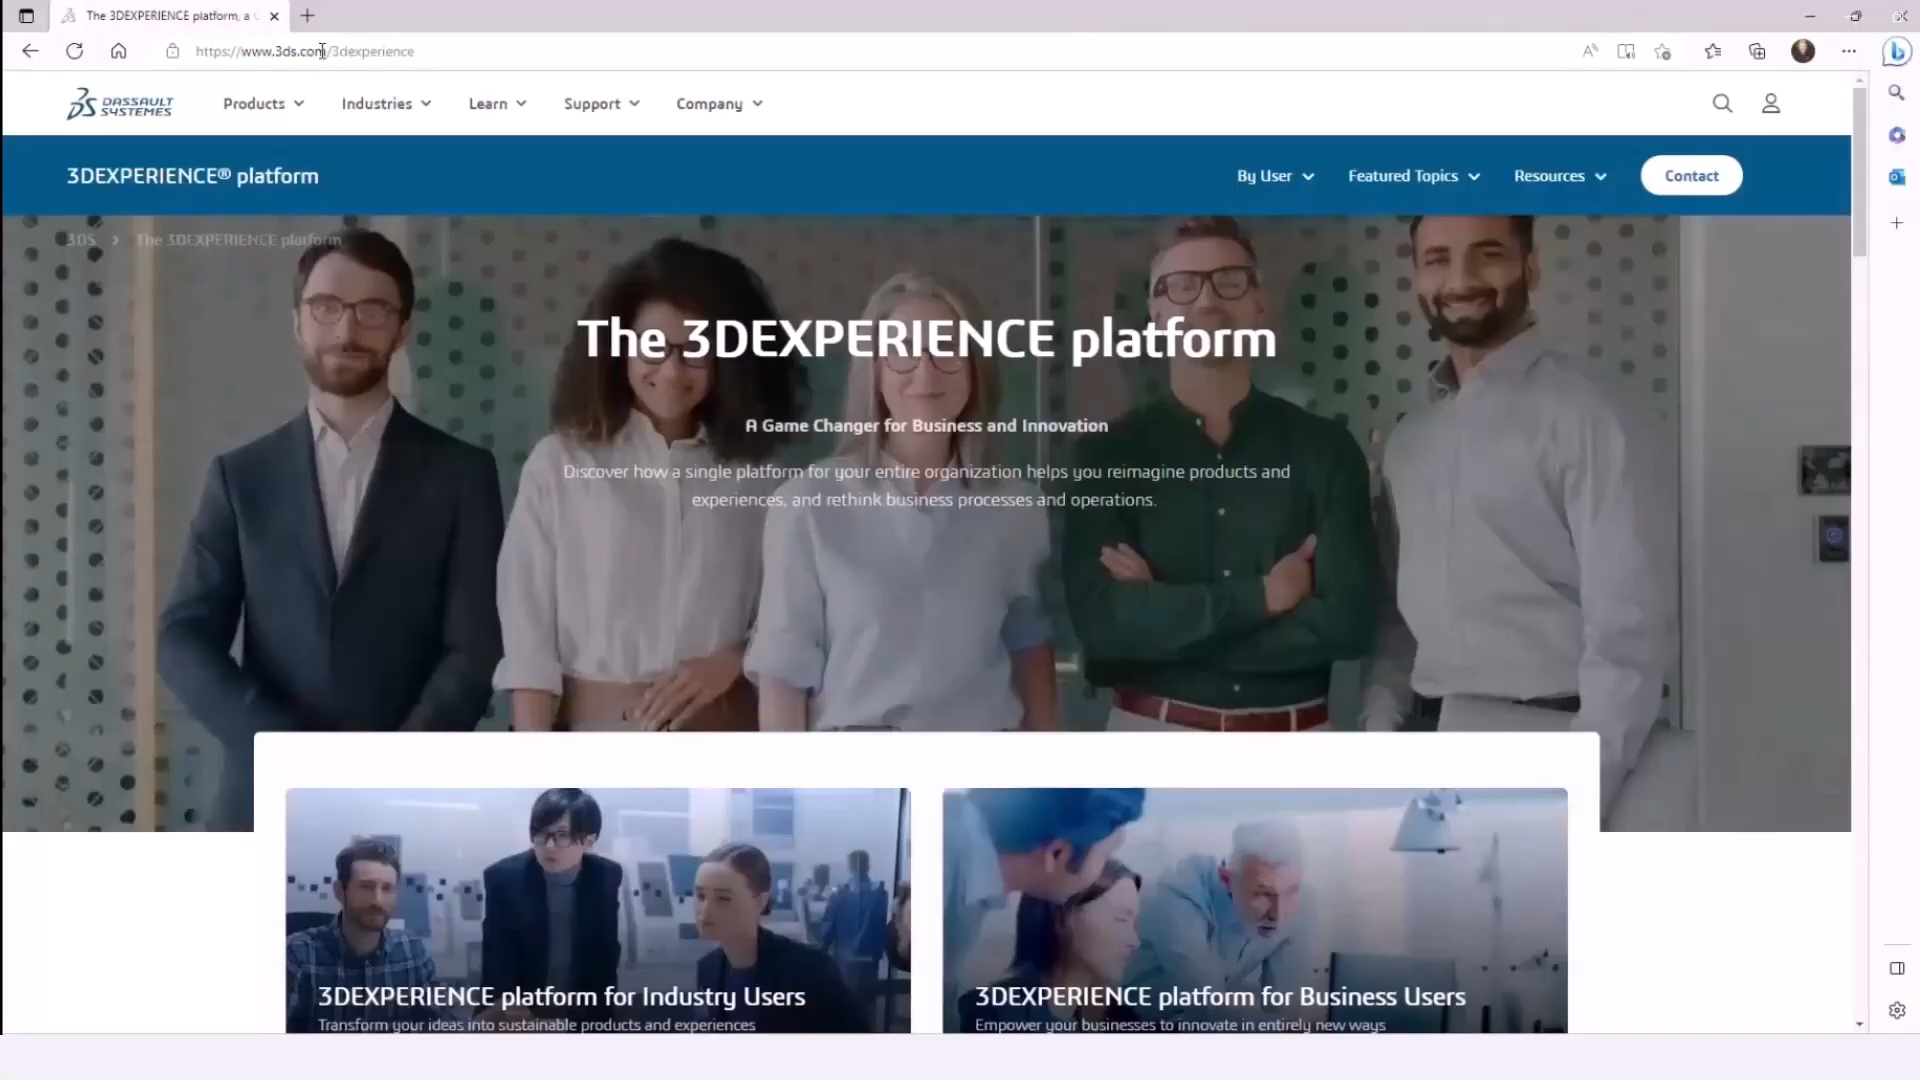 The 3DEXPERIENCE platform, a
https://www.3ds.com/3dexperience
DASSAULT SYSTEMES
Products
Industries
Learn
Support
Company
3DEXPERIENCE® platform
By User
Featured Topics
Resources
Contact
3DS > The 3DEXPERIENCE platform
The 3DEXPERIENCE platform
A Game Changer for Business and Innovation
Discover how a single platform for your entire organization helps you reimagine products and
experiences, and rethink business processes and operations.
3DEXPERIENCE platform for Industry Users
Transform your ideas into sustainable products and experiences
3DEXPERIENCE platform for Business Users
Empower your businesses to innovate in entirely new ways